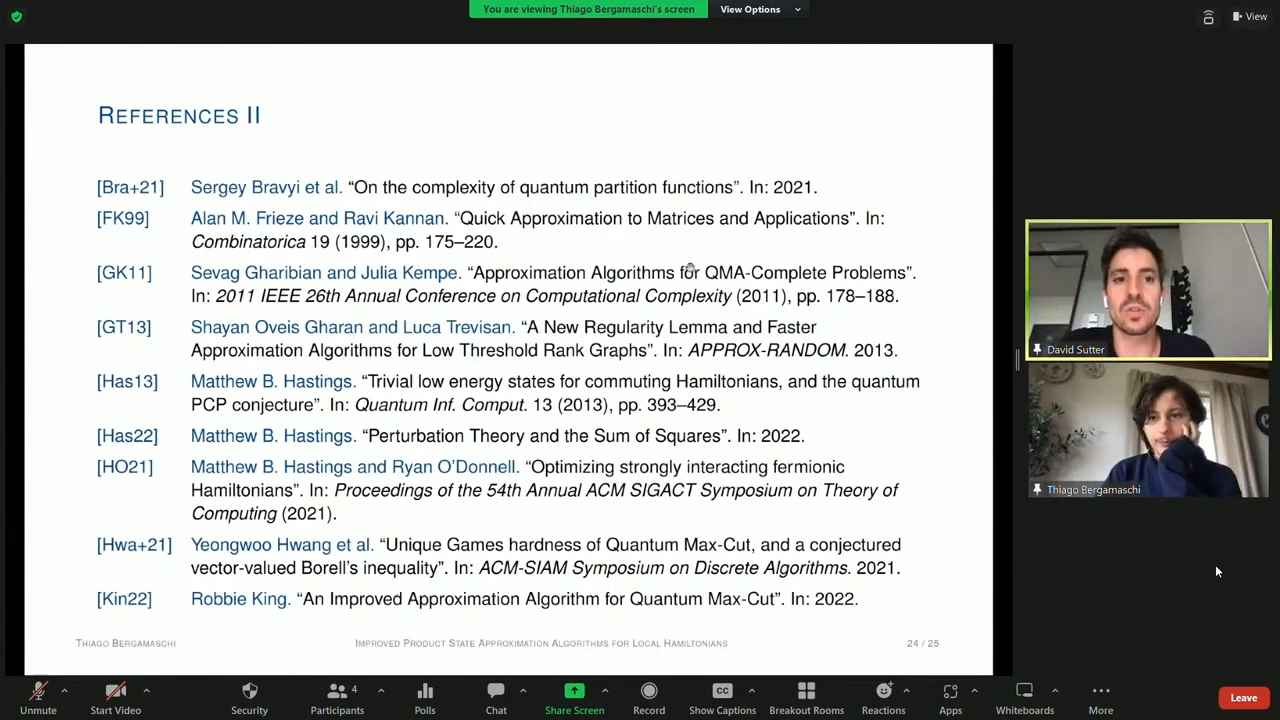 You are viewing Thiago Bergamaschi's screen
View Options
View
REFERENCES II
[Bra+21] Sergey Bravyi et al. “On the complexity of quantum partition functions”. In: 2021.
[FK99] Alan M. Frieze and Ravi Kannan. “Quick Approximation to Matrices and Applications”. In:
Combinatorica 19 (1999), pp. 175–220.
[GK11] Sevag Gharibian and Julia Kempe. “Approximation Algorithms for QMA-Complete Problems”.
In: 2011 IEEE 26th Annual Conference on Computational Complexity (2011), pp. 178–188.
[GT13] Shayan Oveis Gharan and Luca Trevisan. “A New Regularity Lemma and Faster
Approximation Algorithms for Low Threshold Rank Graphs”. In: APPROX-RANDOM. 2013.
[Has13] Matthew B. Hastings. “Trivial low energy states for commuting Hamiltonians, and the quantum
PCP conjecture”. In: Quantum Inf. Comput. 13 (2013), pp. 393–429.
[Has22] Matthew B. Hastings. “Perturbation Theory and the Sum of Squares”. In: 2022.
[HO21] Matthew B. Hastings and Ryan O’Donnell. “Optimizing strongly interacting fermionic
Hamiltonians”. In: Proceedings of the 54th Annual ACM SIGACT Symposium on Theory of
Computing (2021).
[Hwa+21] Yeongwoo Hwang et al. “Unique Games hardness of Quantum Max-Cut, and a conjectured
vector-valued Borell’s inequality”. In: ACM-SIAM Symposium on Discrete Algorithms. 2021.
[Kin22] Robbie King. “An Improved Approximation Algorithm for Quantum Max-Cut”. In: 2022.
THIAGO BERGAMASCHI IMPROVED PRODUCT STATE APPROXIMATION ALGORITHMS FOR LOCAL HAMILTONIANS 24 / 25
David Sutter
Thiago Bergamaschi
Unmute Start Video Security Participants 4 Polls Chat Share Screen Record CC Show Captions Breakout Rooms Reactions Apps Whiteboards More Leave